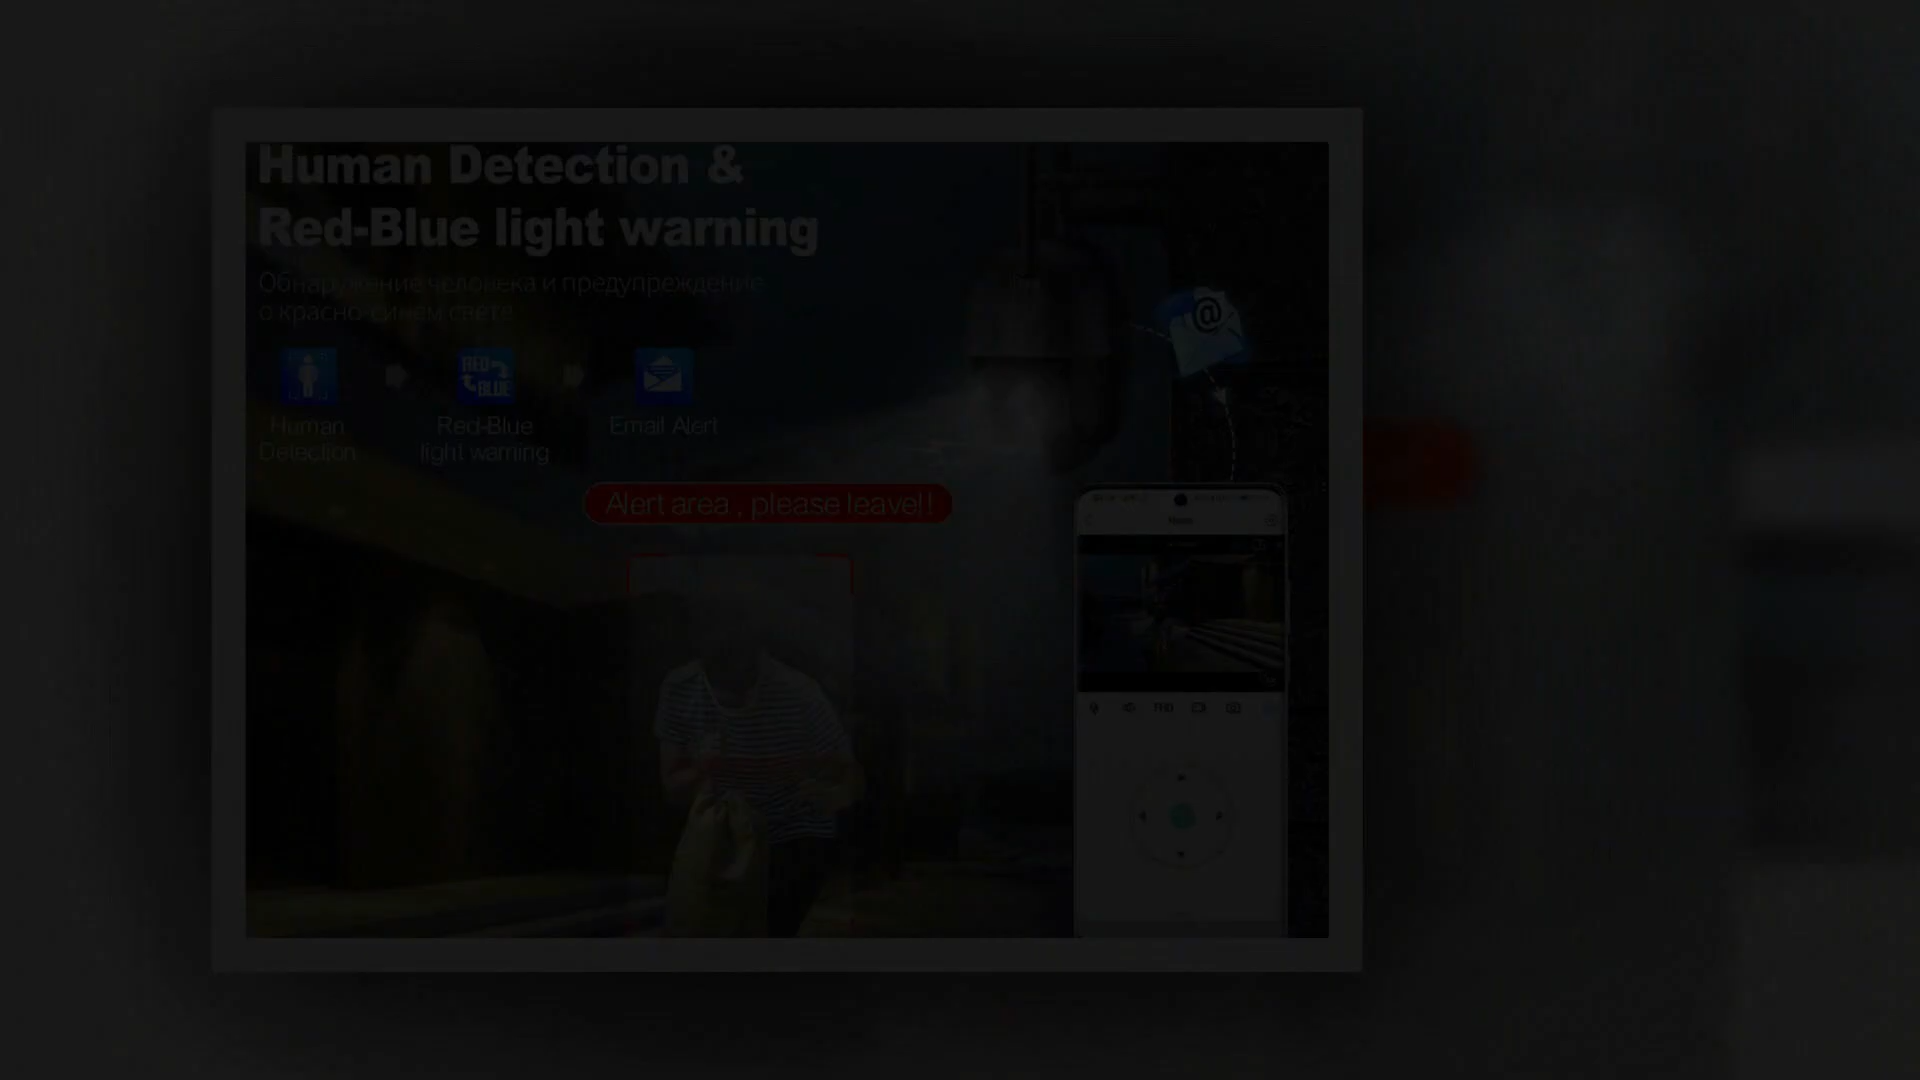 Human Detection &
Red-Blue light warning
Обнаружение человека и предупреждение
о красно-синем свете
RED
BLUE
@
Human
Detection
Red-Blue
light warning
Email Alert
Alert area , please leave!!
FHD